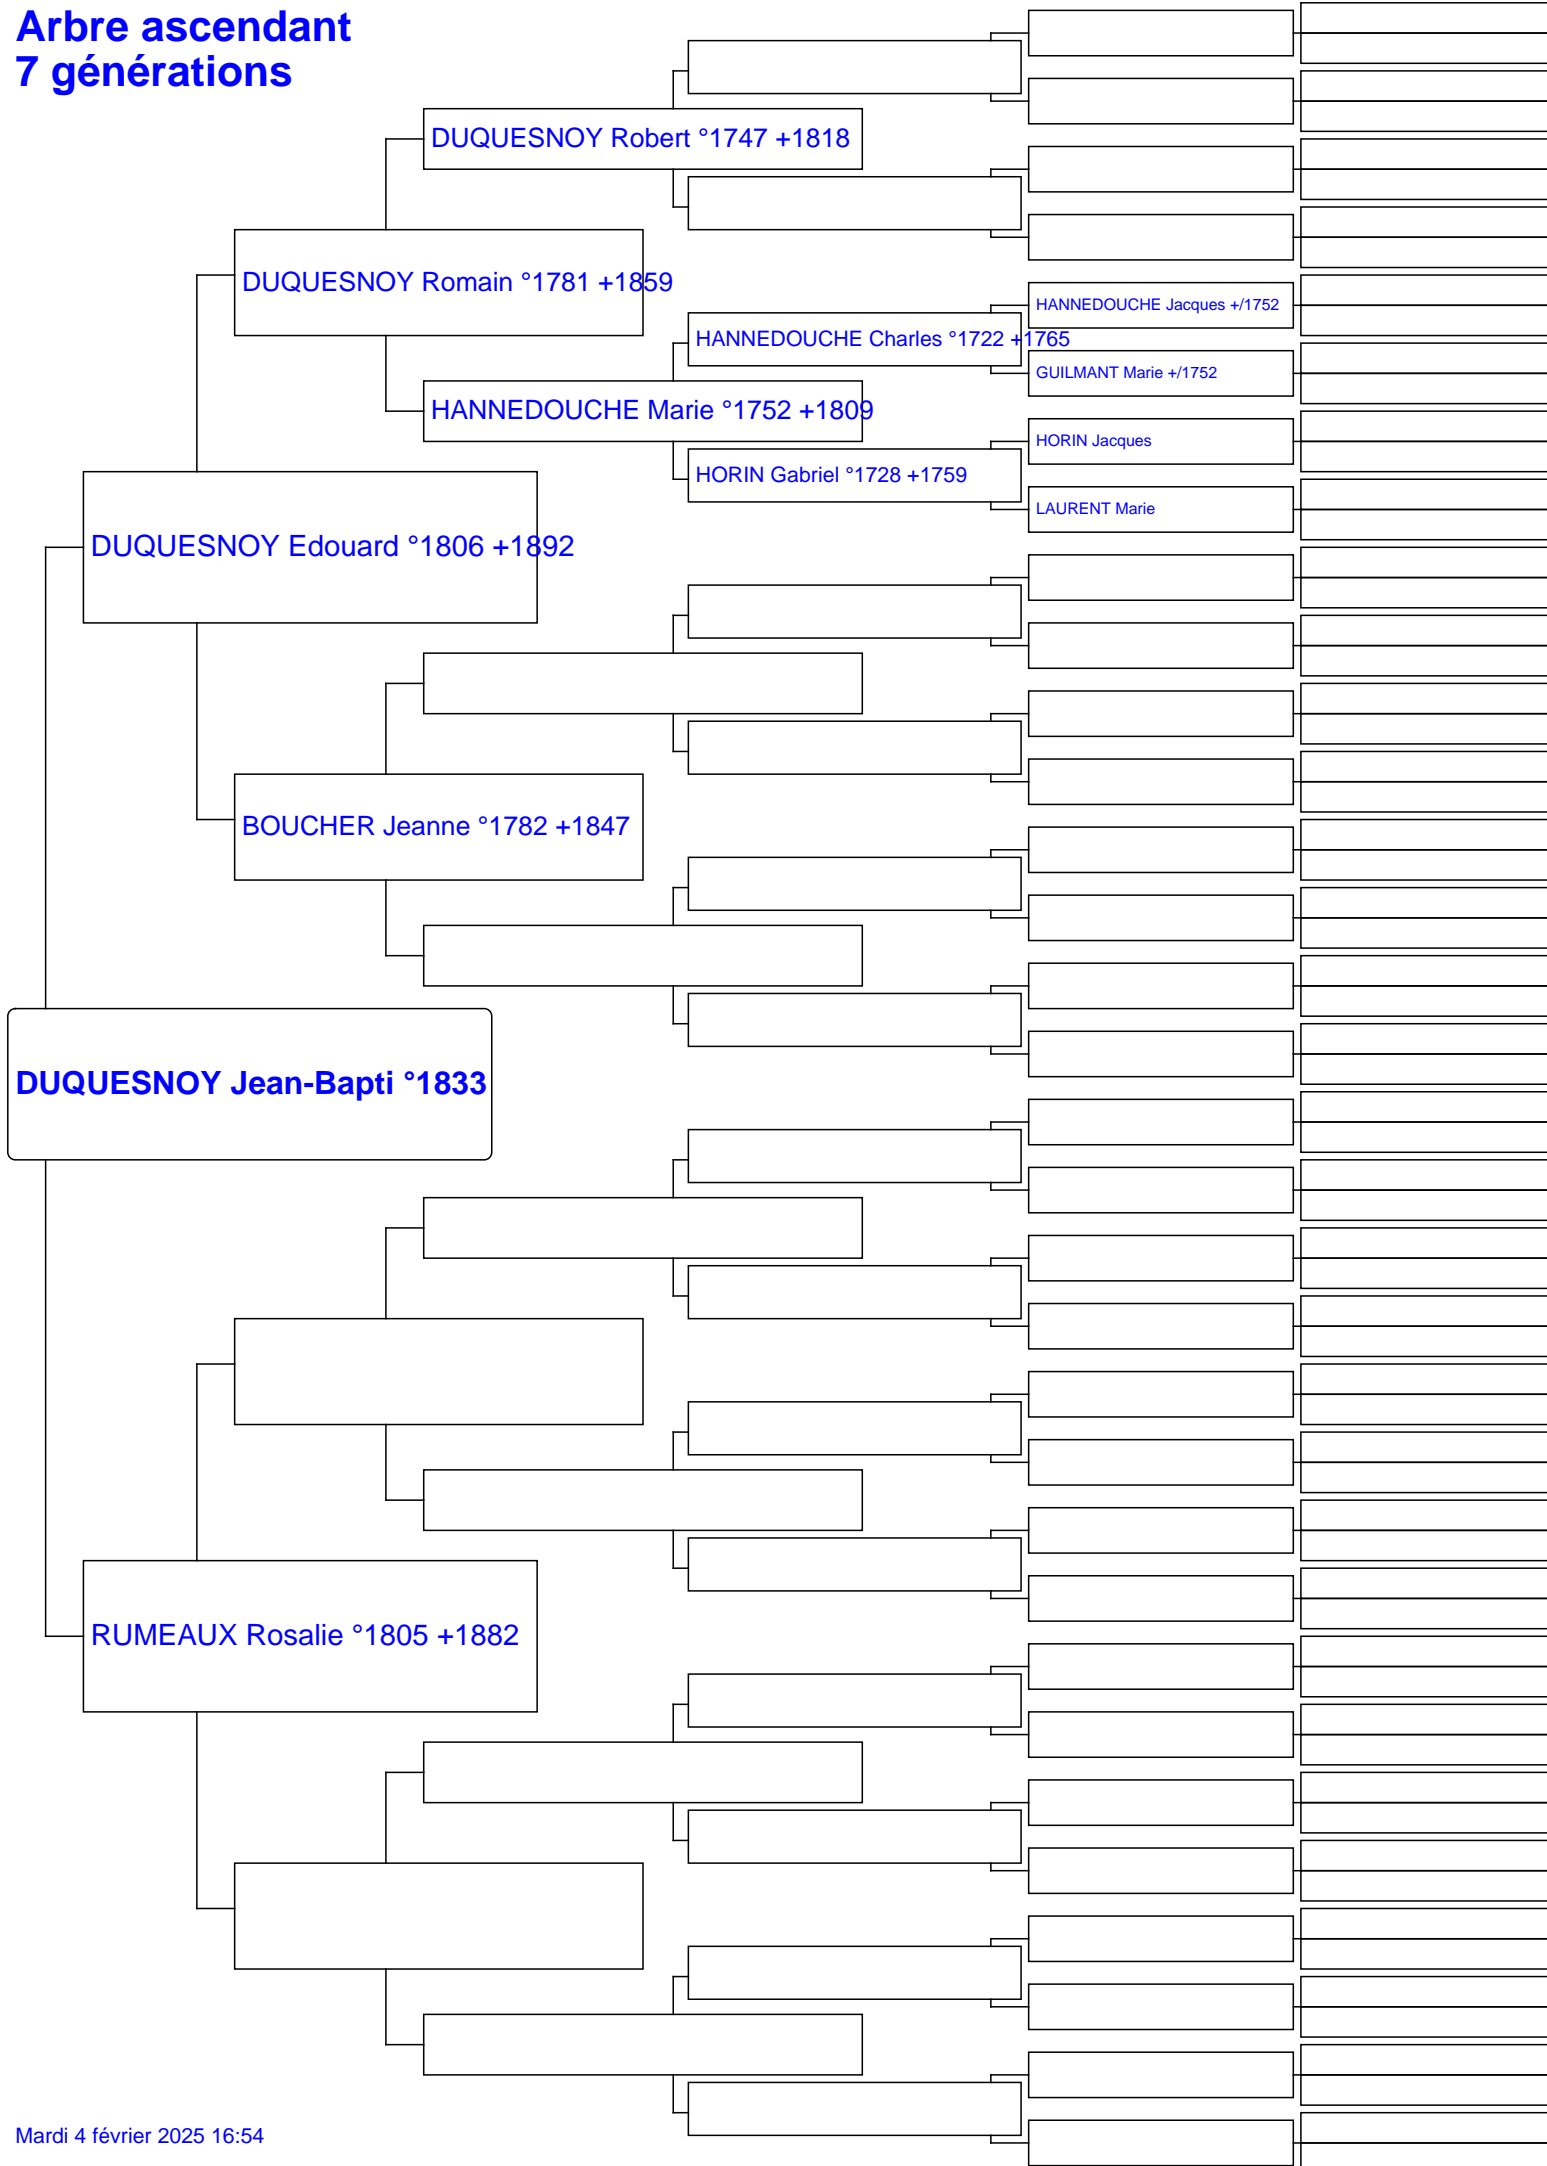 Arbre ascendant
7 générations
DUQUESNOY Robert °1747 +1818
DUQUESNOY Romain °1781 +1859
HANNEDOUCHE Jacques +/1752
HANNEDOUCHE Charles °1722 +1765
GUILMANT Marie +/1752
HANNEDOUCHE Marie °1752 +1809
HORIN Jacques
HORIN Gabriel °1728 +1759
LAURENT Marie
DUQUESNOY Edouard °1806 +1892
BOUCHER Jeanne °1782 +1847
DUQUESNOY Jean-Bapti °1833
RUMEAUX Rosalie °1805 +1882
Mardi 4 février 2025 16:54